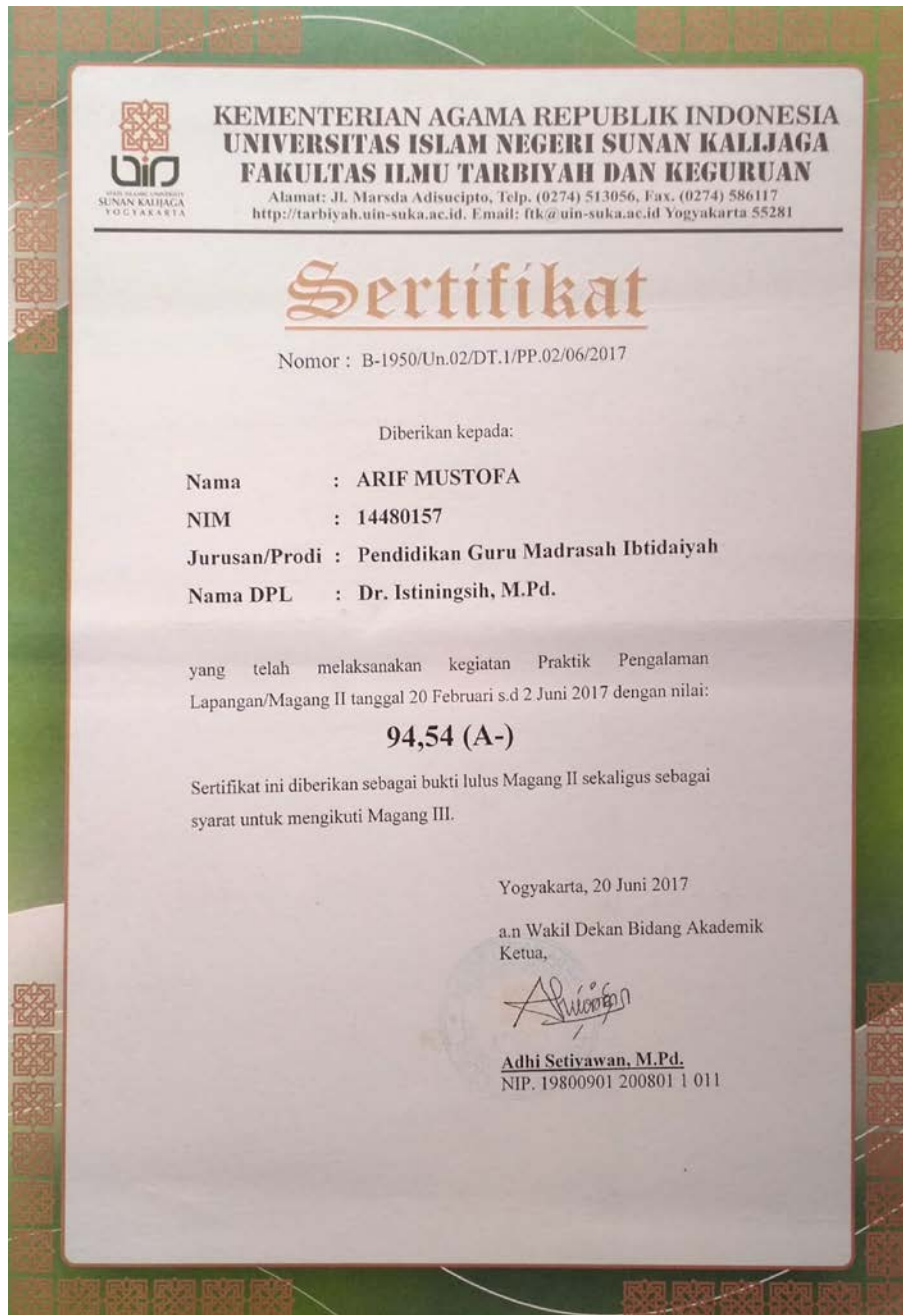 KEMENTERIAN AGAMA REPUBLIK INDONESIA
UNIVERSITAS ISLAM NEGERI SUNAN KALIJAGA
FAKULTAS ILMU TARBIYAH DAN KEGURUAN
Alamat: Jl. Marsda Adisucipto, Telp. (0274) 513056, Fax. (0274) 586117
http://tarbiyah.uin-suka.ac.id. Email: ftk@uin-suka.ac.id Yogyakarta 55281
uin
STATE ISLAMIC UNIVERSITY
SUNAN KALIJAGA
YOGYAKARTA
Sertifikat
Nomor : B-1950/Un.02/DT.1/PP.02/06/2017
Diberikan kepada:
Nama : ARIF MUSTOFA
NIM : 14480157
Jurusan/Prodi : Pendidikan Guru Madrasah Ibtidaiyah
Nama DPL : Dr. Istiningsih, M.Pd.
yang telah melaksanakan kegiatan Praktik Pengalaman
Lapangan/Magang II tanggal 20 Februari s.d 2 Juni 2017 dengan nilai:
94,54 (A-)
Sertifikat ini diberikan sebagai bukti lulus Magang II sekaligus sebagai
syarat untuk mengikuti Magang III.
Yogyakarta, 20 Juni 2017
a.n Wakil Dekan Bidang Akademik
Ketua,
Adhi Setiyawan, M.Pd.
NIP. 19800901 200801 1 011